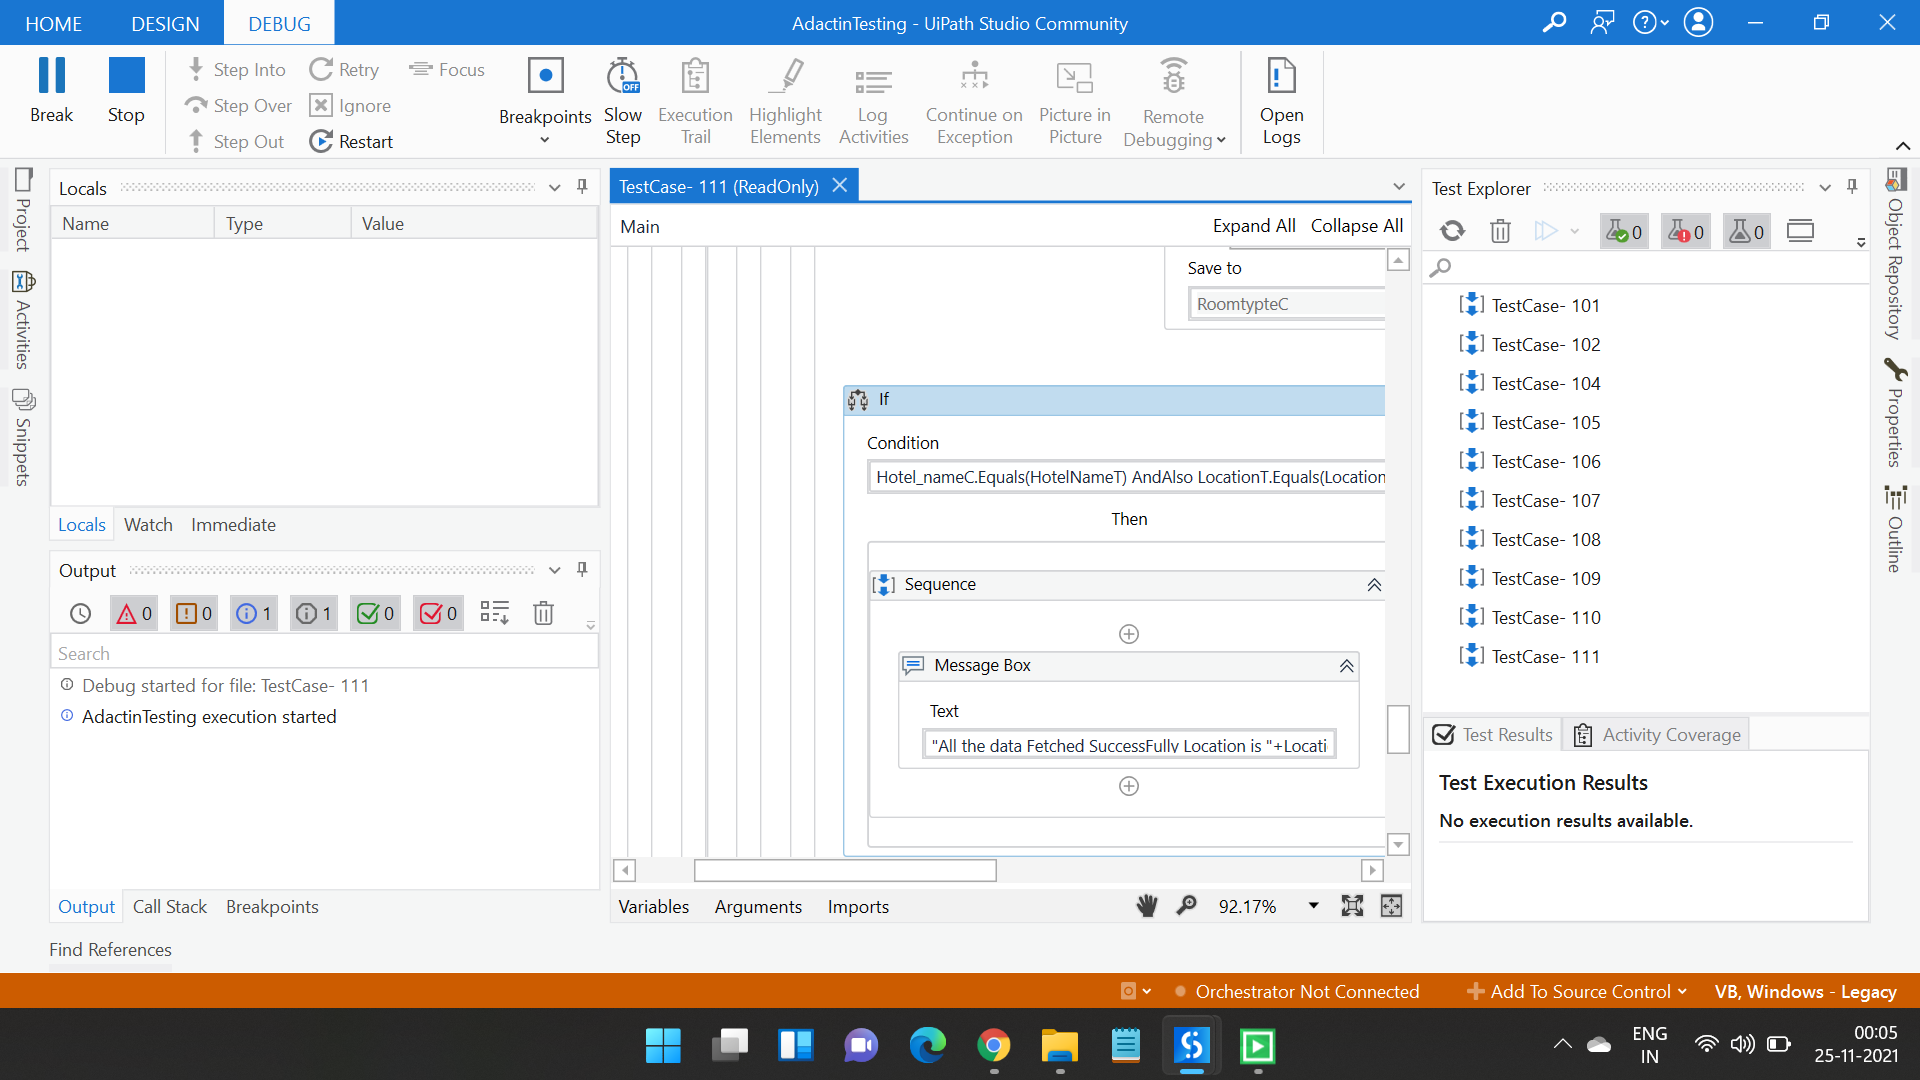 HOME DESIGN DEBUG AdactinTesting - UiPath Studio Community
Break
Stop
Step Into
Step Over
Step Out
Retry
Ignore
Restart
Focus
Breakpoints
Slow
Step
Execution
Trail
Highlight
Elements
Log
Activities
Continue on
Exception
Picture in
Picture
Remote
Debugging
Open
Logs
Project
Activities
Snippets
Locals
Name Type Value
Locals Watch Immediate
Output
0 0 1 1 0 0
Search
Debug started for file: TestCase- 111
AdactinTesting execution started
Output Call Stack Breakpoints
Find References
TestCase- 111 (ReadOnly)
Main Expand All Collapse All
Save to
RoomtypteC
If
Condition
Hotel_nameC.Equals(HotelNameT) AndAlso LocationT.Equals(Location
Then
Sequence
Message Box
Text
"All the data Fetched SuccessFully Location is "+Locati
Variables Arguments Imports 92.17%
Test Explorer
0 0 0
TestCase- 101
TestCase- 102
TestCase- 104
TestCase- 105
TestCase- 106
TestCase- 107
TestCase- 108
TestCase- 109
TestCase- 110
TestCase- 111
Test Results Activity Coverage
Test Execution Results
No execution results available.
Object Repository
Properties
Outline
Orchestrator Not Connected Add To Source Control VB, Windows - Legacy
ENG
IN
00:05
25-11-2021
OFF